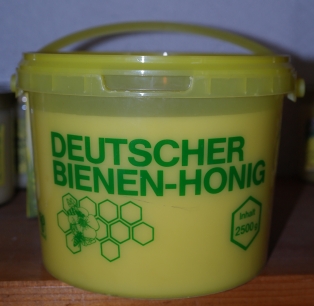 DEUTSCHER
BIENEN-HONIG
Inhalt
2500 g